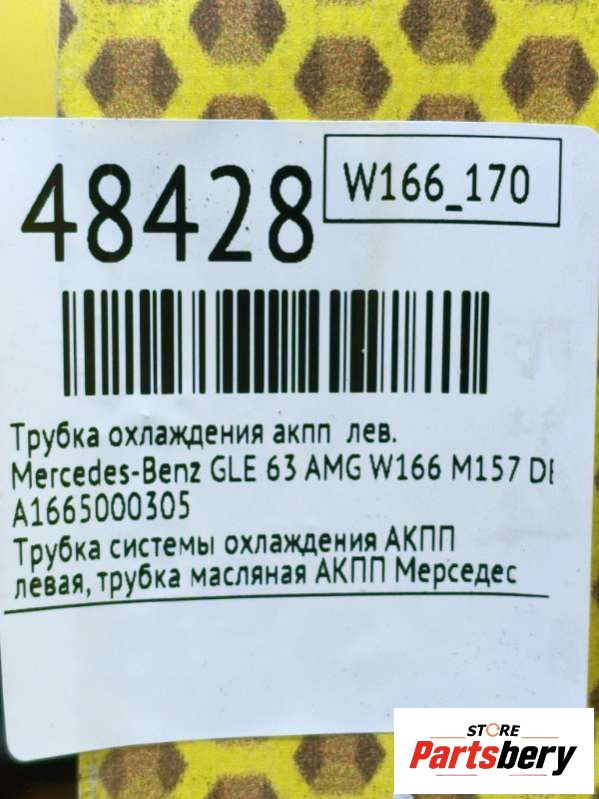 48428
W166_170
Трубка охлаждения акпп лев.
Mercedes-Benz GLE 63 AMG W166 M157 DE
A1665000305
Трубка системы охлаждения АКПП
левая, трубка масляная АКПП Мерседес
STORE
Partsbery